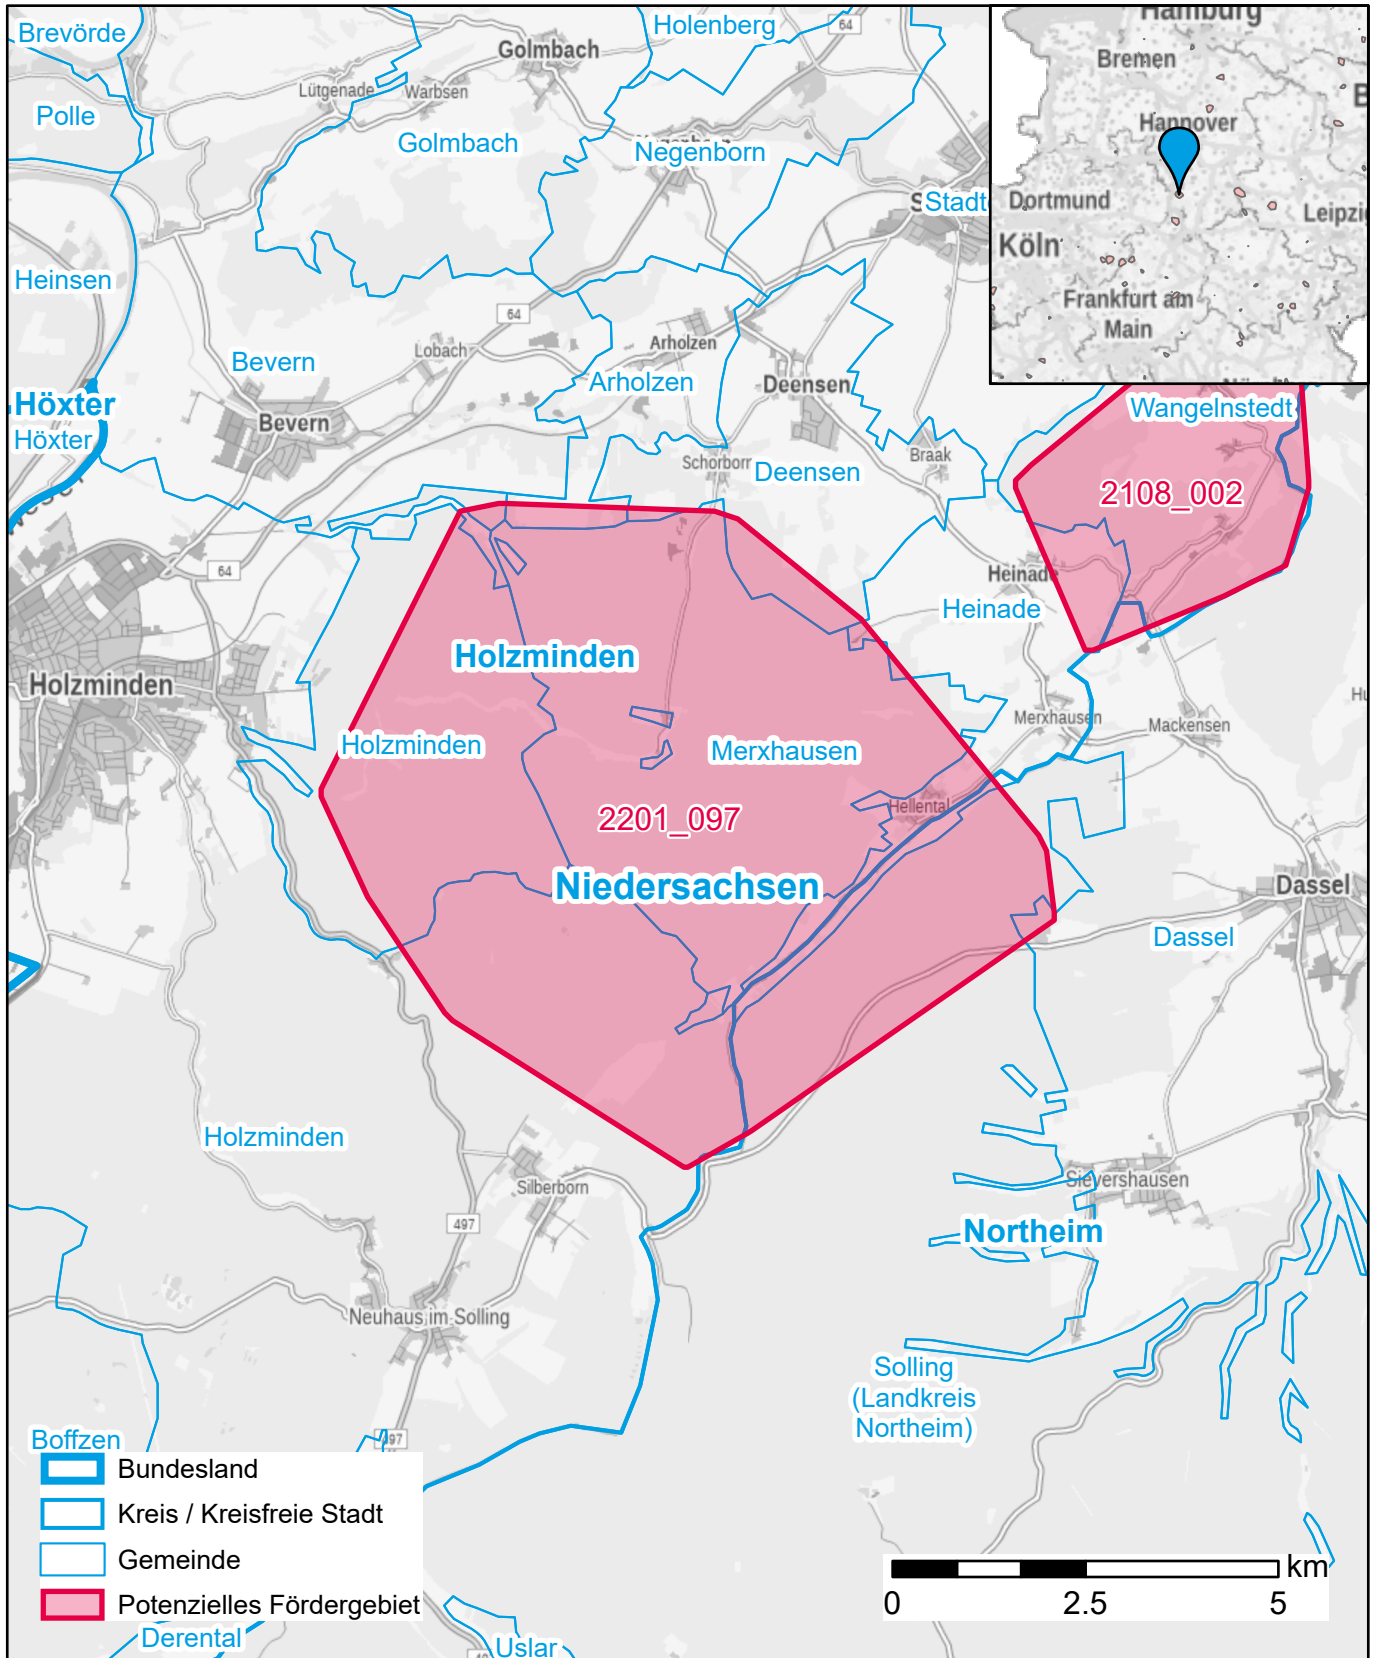 Brevörde
Holenberg
64
Golmbach
Lütgenade
Warbsen
Polle
Golmbach
Negenborn
Stadto
Heinsen
64
Lobach
Arholzen
Bevern
Arholzen
Deensen
Höxter
Höxter
Bevern
Braak
Schorborn
Deensen
64
Hamburg
Bremen
Hannover
Dortmund
Leipzig
Köln
Frankfurt am
Main
Wangelnstedt
2108_002
Heinade
Heinade
Holzminden
Holzminden
Merxhausen
Mackensen
Holzminden
Merxhausen
Hellental
2201_097
Niedersachsen
Dassel
Dassel
Holzminden
Silberborn
Sievershausen
497
Northeim
Neuhaus im Solling
Solling
(Landkreis
Northeim)
Boffzen
497
Bundesland
Kreis / Kreisfreie Stadt
Gemeinde
Potenzielles Fördergebiet
km
0
2.5
5
Derental
Uslar